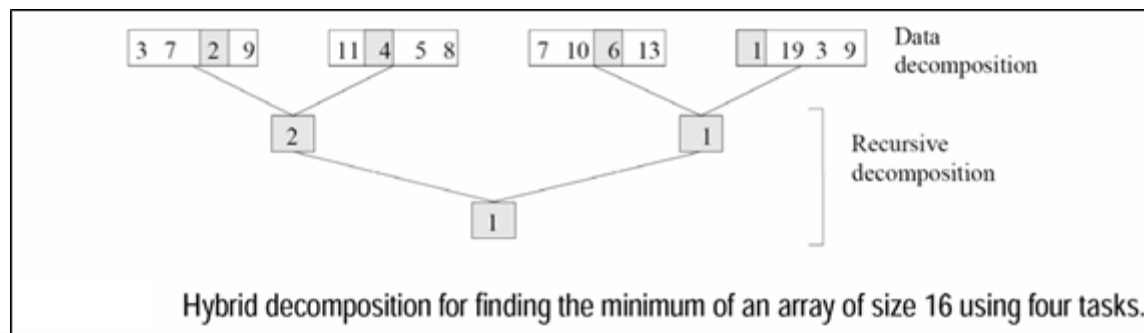 3 7 2 9 11 4 5 8 7 10 6 13 1 19 3 9 Data
decomposition
2 1
Recursive
decomposition
1
Hybrid decomposition for finding the minimum of an array of size 16 using four tasks.